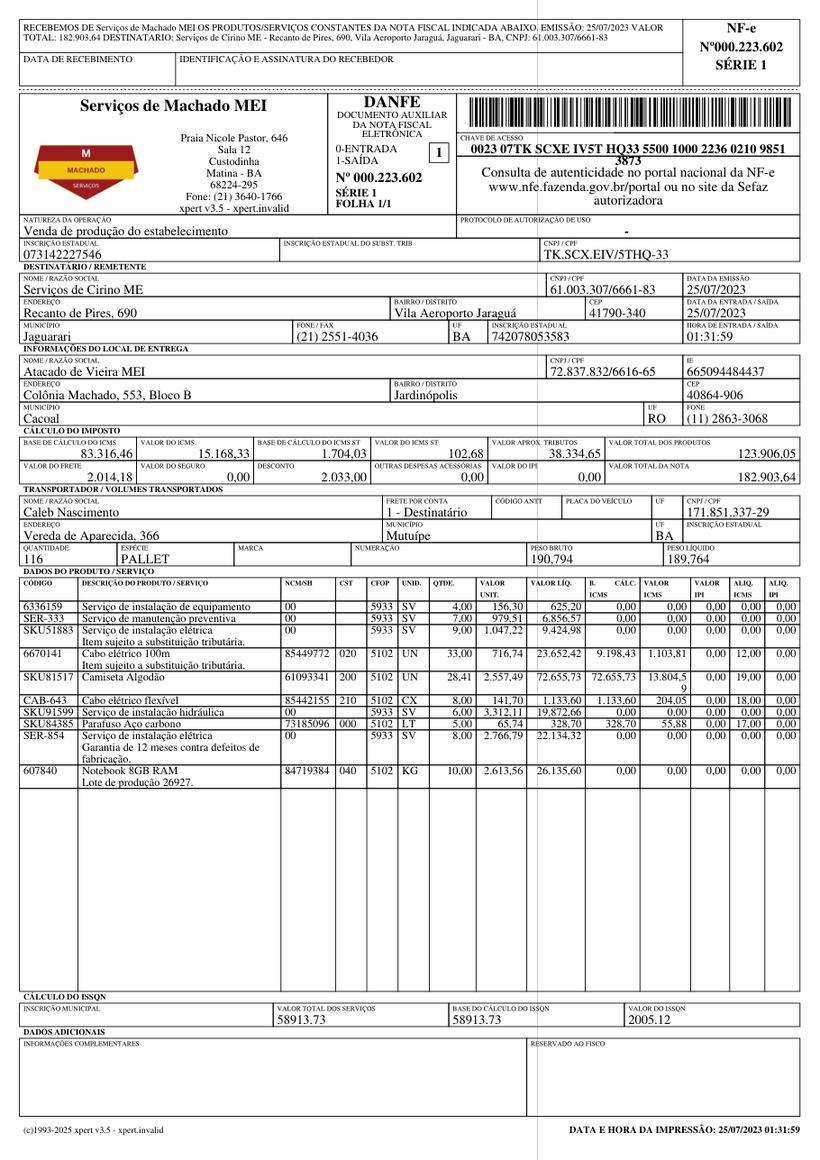 RECEBEMOS DE Serviços de Machado MEI OS PRODUTOS/SERVIÇOS CONSTANTES DA NOTA FISCAL INDICADA ABAIXO. EMISSÃO: 25/07/2023 VALOR
TOTAL: 182.903,64 DESTINATARIO: Serviços de Cirino ME - Recanto de Pires, 690, Vila Aeroporto Jaraguá, Jaguarari - BA, CNPJ: 61.003.307/6661-83
NF-e
Nº000.223.602
SÉRIE 1
DATA DE RECEBIMENTO IDENTIFICAÇÃO E ASSINATURA DO RECEBEDOR
Serviços de Machado MEI
M
MACHADO
SERVIÇOS
Praia Nicole Pastor, 646
Sala 12
Custodinha
Matina - BA
68224-295
Fone: (21) 3640-1766
xpert v3.5 - xpert.invalid
DANFE
DOCUMENTO AUXILIAR
DA NOTA FISCAL
ELETRÔNICA
0-ENTRADA
1-SAÍDA
1
Nº 000.223.602
SÉRIE 1
FOLHA 1/1
CHAVE DE ACESSO
0023 07TK SCXE IV5T HQ33 5500 1000 2236 0210 9851
3873
Consulta de autenticidade no portal nacional da NF-e
www.nfe.fazenda.gov.br/portal ou no site da Sefaz
autorizadora
NATUREZA DA OPERAÇÃO PROTOCOLO DE AUTORIZAÇÃO DE USO
Venda de produção do estabelecimento -
INSCRIÇÃO ESTADUAL INSCRIÇÃO ESTADUAL DO SUBST. TRIB CNPJ / CPF
073142227546 TK.SCX.EIV/5THQ-33
DESTINATÁRIO / REMETENTE
NOME / RAZÃO SOCIAL CNPJ / CPF DATA DA EMISSÃO
Serviços de Cirino ME 61.003.307/6661-83 25/07/2023
ENDEREÇO BAIRRO / DISTRITO CEP DATA DA ENTRADA / SAÍDA
Recanto de Pires, 690 Vila Aeroporto Jaraguá 41790-340 25/07/2023
MUNICÍPIO FONE / FAX UF INSCRIÇÃO ESTADUAL HORA DE ENTRADA / SAÍDA
Jaguarari (21) 2551-4036 BA 742078053583 01:31:59
INFORMAÇÕES DO LOCAL DE ENTREGA
NOME / RAZÃO SOCIAL CNPJ / CPF IE
Atacado de Vieira MEI 72.837.832/6616-65 665094484437
ENDEREÇO BAIRRO / DISTRITO CEP
Colônia Machado, 553, Bloco B Jardinópolis 40864-906
MUNICÍPIO UF FONE
Cacoal RO (11) 2863-3068
CÁLCULO DO IMPOSTO
BASE DE CÁLCULO DO ICMS VALOR DO ICMS BASE DE CÁLCULO DO ICMS ST VALOR DO ICMS ST VALOR APROX. TRIBUTOS VALOR TOTAL DOS PRODUTOS
83.316,46 15.168,33 1.704,03 102,68 38.334,65 123.906,05
VALOR DO FRETE VALOR DO SEGURO DESCONTO OUTRAS DESPESAS ACESSÓRIAS VALOR DO IPI VALOR TOTAL DA NOTA
2.014,18 0,00 2.033,00 0,00 0,00 182.903,64
TRANSPORTADOR / VOLUMES TRANSPORTADOS
NOME / RAZÃO SOCIAL FRETE POR CONTA CÓDIGO ANTT PLACA DO VEÍCULO UF CNPJ / CPF
Caleb Nascimento 1 - Destinatário 171.851.337-29
ENDEREÇO MUNICÍPIO UF INSCRIÇÃO ESTADUAL
Vereda de Aparecida, 366 Mutuípe BA
QUANTIDADE ESPÉCIE MARCA NUMERAÇÃO PESO BRUTO PESO LÍQUIDO
116 PALLET 190,794 189,764
DADOS DO PRODUTO / SERVIÇO
CÓDIGO DESCRIÇÃO DO PRODUTO / SERVIÇO NCM/SH CST CFOP UNID. QTDE. VALOR VALOR LÍQ. B. CÁLC. VALOR VALOR ALIQ. ALIQ.
UNIT. ICMS ICMS IPI ICMS IPI
6336159 Serviço de instalação de equipamento 00 5933 SV 4,00 156,30 625,20 0,00 0,00 0,00 0,00 0,00
SER-333 Serviço de manutenção preventiva 00 5933 SV 7,00 979,51 6.856,57 0,00 0,00 0,00 0,00 0,00
SKU51883 Serviço de instalação elétrica 00 5933 SV 9,00 1.047,22 9.424,98 0,00 0,00 0,00 0,00 0,00
Item sujeito a substituição tributária.
6670141 Cabo elétrico 100m 85449772 020 5102 UN 33,00 716,74 23.652,42 9.198,43 1.103,81 0,00 12,00 0,00
Item sujeito a substituição tributária.
SKU81517 Camiseta Algodão 61093341 200 5102 UN 28,41 2.557,49 72.655,73 72.655,73 13.804,5 0,00 19,00 0,00
9
CAB-643 Cabo elétrico flexível 85442155 210 5102 CX 8,00 141,70 1.133,60 1.133,60 204,05 0,00 18,00 0,00
SKU91599 Serviço de instalação hidráulica 00 5933 SV 6,00 3.312,11 19.872,66 0,00 0,00 0,00 0,00 0,00
SKU84385 Parafuso Aço carbono 73185096 000 5102 LT 5,00 65,74 328,70 328,70 55,88 0,00 17,00 0,00
SER-854 Serviço de instalação elétrica 00 5933 SV 8,00 2.766,79 22.134,32 0,00 0,00 0,00 0,00 0,00
Garantia de 12 meses contra defeitos de
fabricação.
607840 Notebook 8GB RAM 84719384 040 5102 KG 10,00 2.613,56 26.135,60 0,00 0,00 0,00 0,00 0,00
Lote de produção 26927.
CÁLCULO DO ISSQN
INSCRIÇÃO MUNICIPAL VALOR TOTAL DOS SERVIÇOS BASE DO CÁLCULO DO ISSQN VALOR DO ISSQN
58913.73 58913.73 2005.12
DADOS ADICIONAIS
INFORMAÇÕES COMPLEMENTARES RESERVADO AO FISCO
(c)1993-2025 xpert v3.5 - xpert.invalid DATA E HORA DA IMPRESSÃO: 25/07/2023 01:31:59